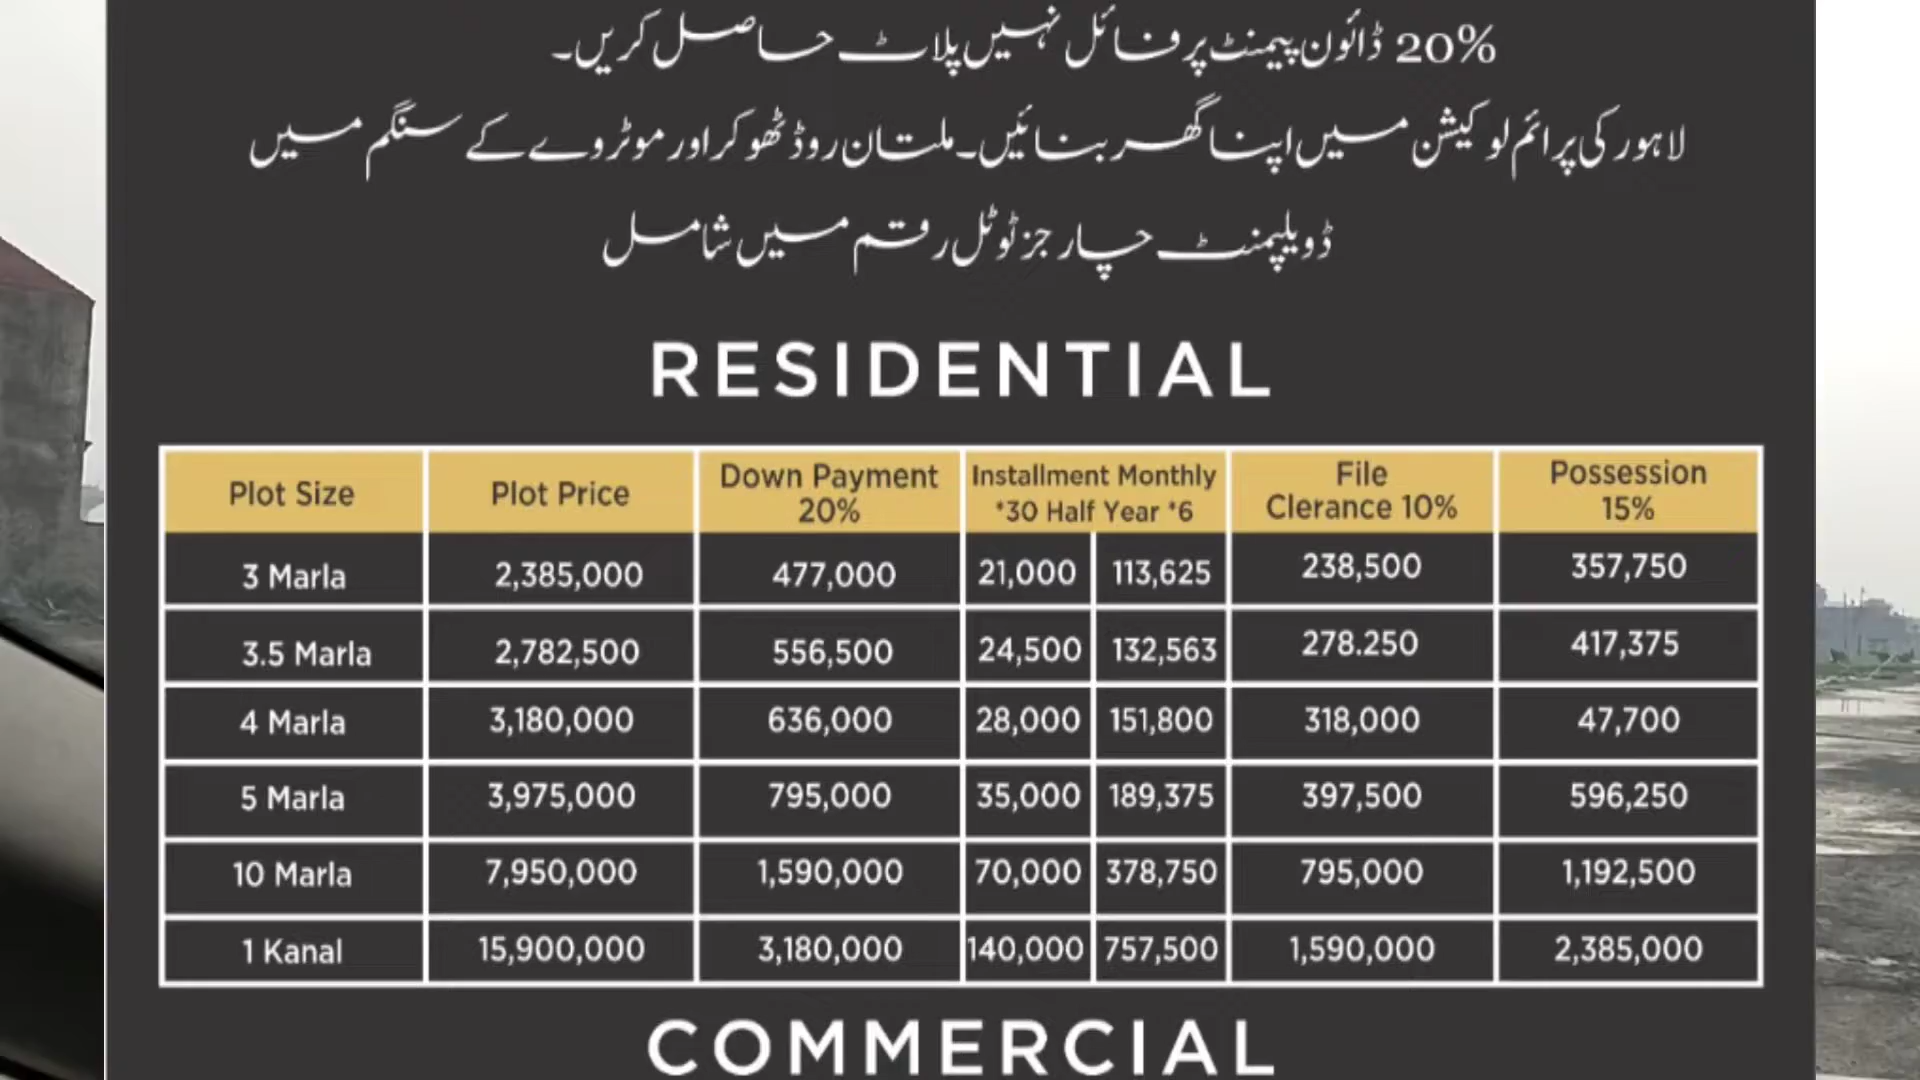 20% ڈائون پیمنٹ پر فائل نہیں پلاٹ حاصل کریں۔
لاہور کی پرائم لوکیشن میں اپنا گھر بنائیں۔ ملتان روڈ ٹھوکر اور موٹروے کے سنگم میں
ڈویلپمنٹ چارجز ٹوٹل رقم میں شامل
RESIDENTIAL
Plot Size Plot Price Down Payment 20% Installment Monthly *30 Half Year *6 File Clerance 10% Possession 15%
3 Marla 2,385,000 477,000 21,000 113,625 238,500 357,750
3.5 Marla 2,782,500 556,500 24,500 132,563 278.250 417,375
4 Marla 3,180,000 636,000 28,000 151,800 318,000 47,700
5 Marla 3,975,000 795,000 35,000 189,375 397,500 596,250
10 Marla 7,950,000 1,590,000 70,000 378,750 795,000 1,192,500
1 Kanal 15,900,000 3,180,000 140,000 757,500 1,590,000 2,385,000
COMMERCIAL